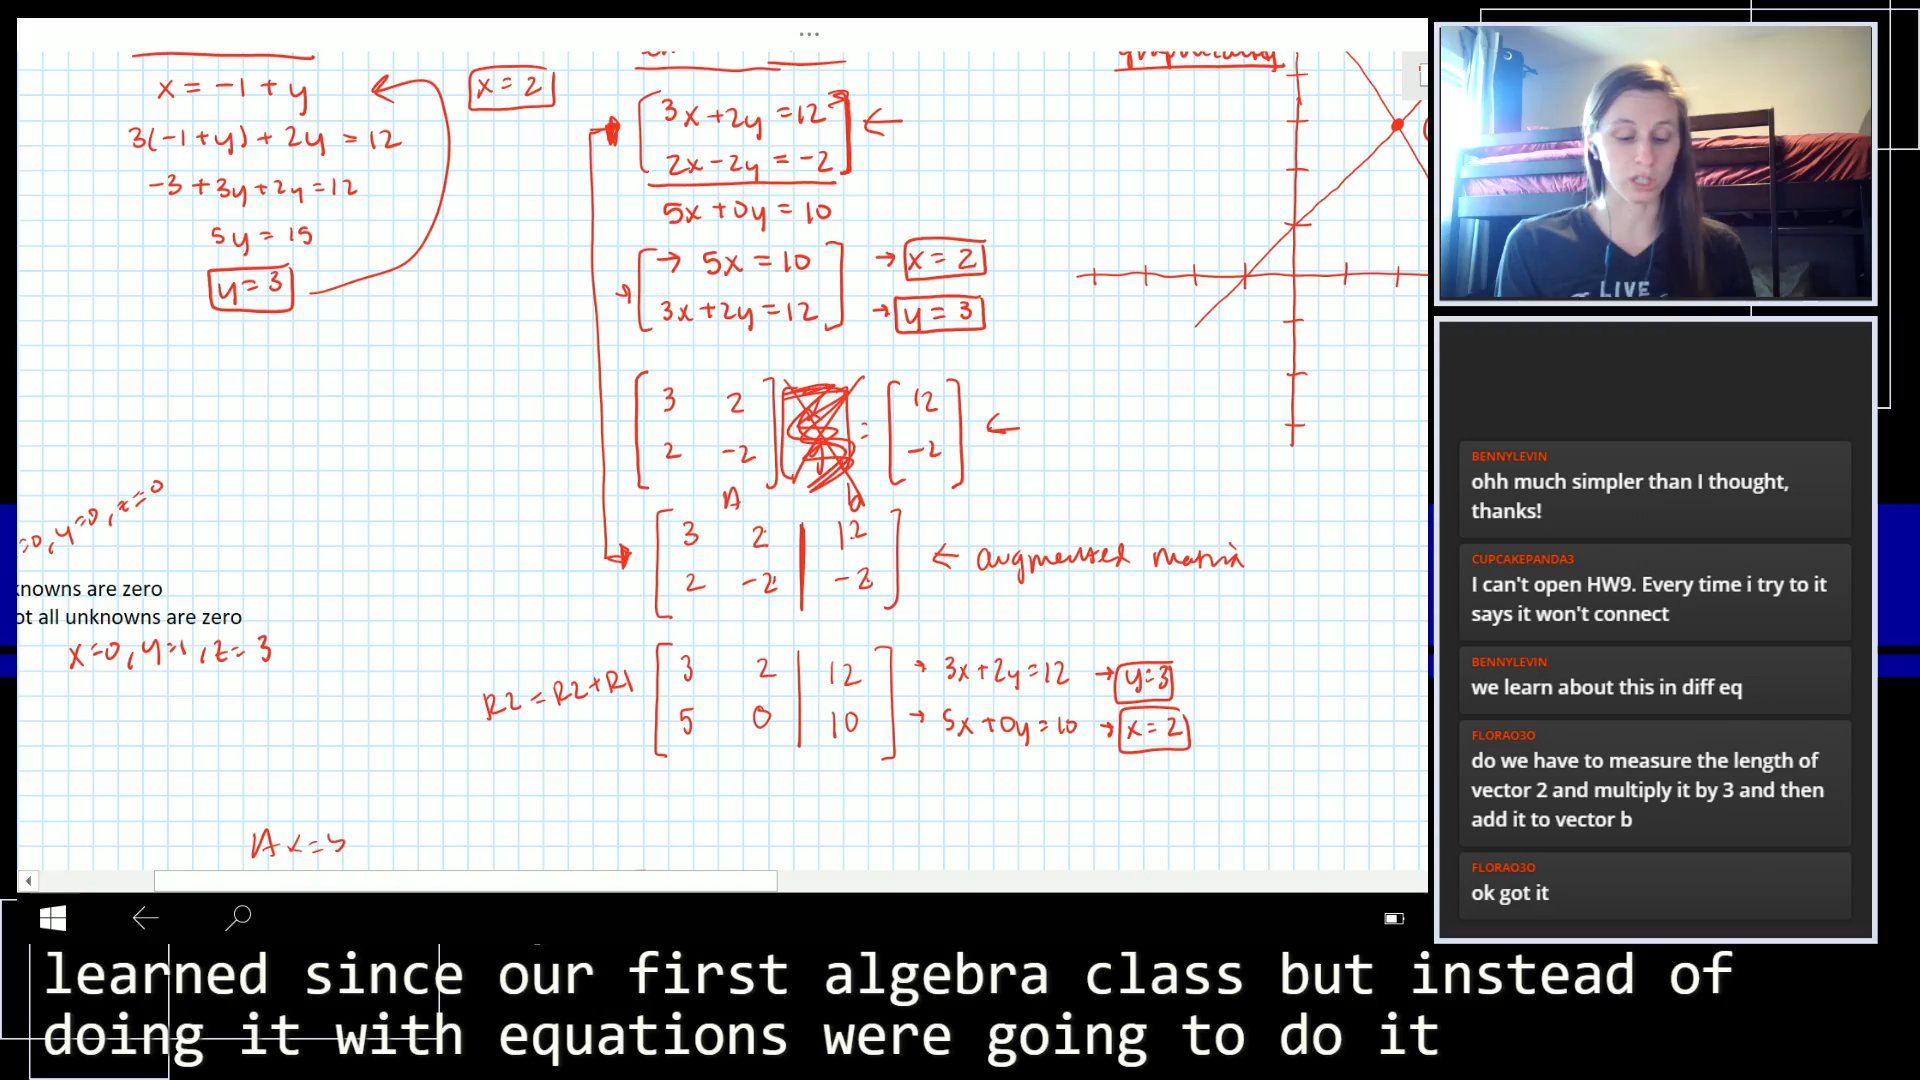 x = -1 + y
3(-1+y) + 2y = 12
-3 + 3y + 2y = 12
5y = 15
y = 3
x = 2
3x + 2y = 12
2x - 2y = -2
5x + 0y = 10
→ 5x = 10 → x = 2
3x + 2y = 12 → y = 3
graphically
3 2 = 12
2 -2 -2
A b
3 2 12
2 -2 -2
← augmented matrix
R2 = R2 + R1
3 2 12 → 3x + 2y = 12 → y = 3
5 0 10 → 5x + 0y = 10 → x = 2
=0, y=0, z=0
knowns are zero
ot all unknowns are zero
x=0, y=1, z=3
Ax=b
LIVE
BENNYLEVIN
ohh much simpler than I thought,
thanks!
CUPCAKEPANDA3
I can't open HW9. Every time i try to it
says it won't connect
BENNYLEVIN
we learn about this in diff eq
FLORAO3O
do we have to measure the length of
vector 2 and multiply it by 3 and then
add it to vector b
FLORAO3O
ok got it
learned since our first algebra class but instead of
doing it with equations were going to do it